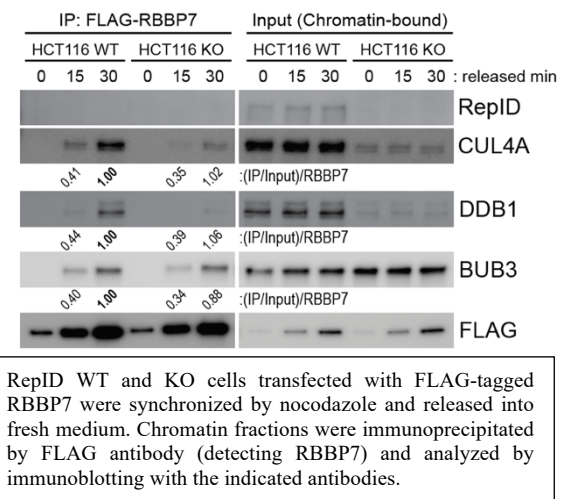 IP: FLAG-RBBP7 Input (Chromatin-bound)
HCT116 WT HCT116 KO HCT116 WT HCT116 KO
0 15 30 0 15 30 0 15 30 0 15 30 : released min
RepID
CUL4A
0.41 1.00 0.35 1.02 :(IP/Input)/RBBP7
DDB1
0.44 1.00 0.39 1.06 :(IP/Input)/RBBP7
BUB3
0.40 1.00 0.34 0.88 :(IP/Input)/RBBP7
FLAG
RepID WT and KO cells transfected with FLAG-tagged
RBBP7 were synchronized by nocodazole and released into
fresh medium. Chromatin fractions were immunoprecipitated
by FLAG antibody (detecting RBBP7) and analyzed by
immunoblotting with the indicated antibodies.